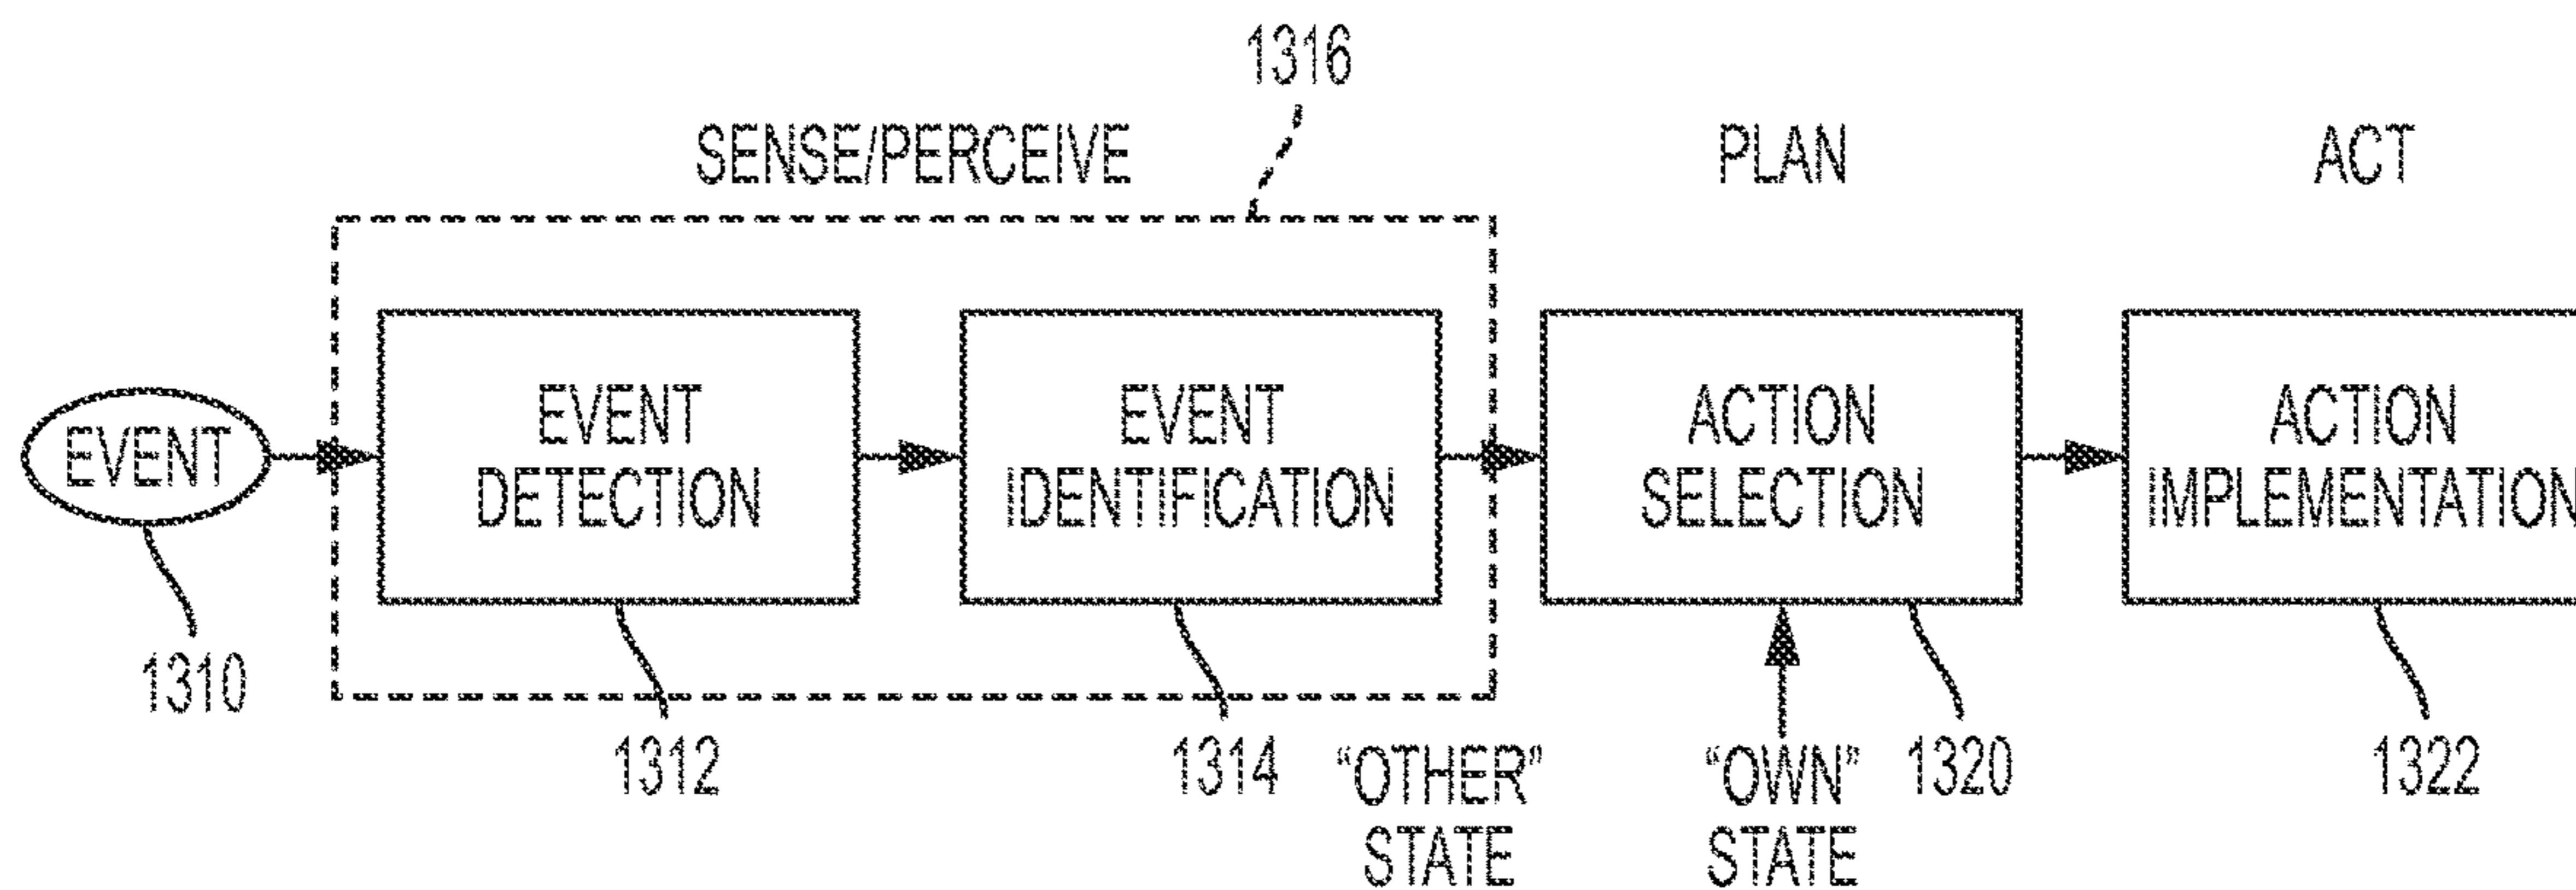 1316
SENSE/PERCEIVE
PLAN
ACT
EVENT
EVENT
DETECTION
EVENT
IDENTIFICATION
ACTION
SELECTION
ACTION
IMPLEMENTATION
1310
1312
1314
"OTHER"
STATE
"OWN"
STATE
1320
1322